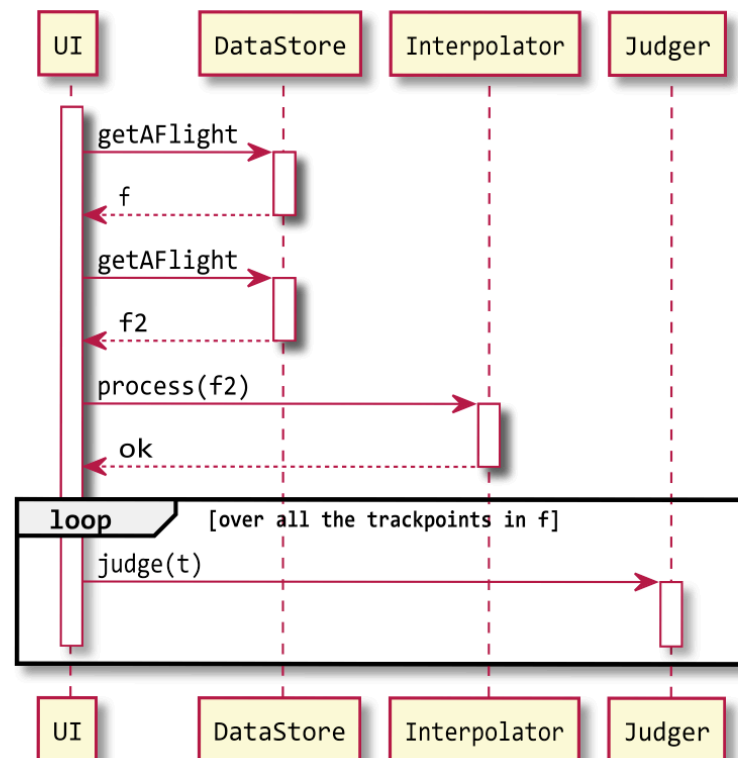 UI DataStore Interpolator Judger
getAFlight
f
getAFlight
f2
process(f2)
ok
loop [over all the trackpoints in f]
judge(t)
UI DataStore Interpolator Judger